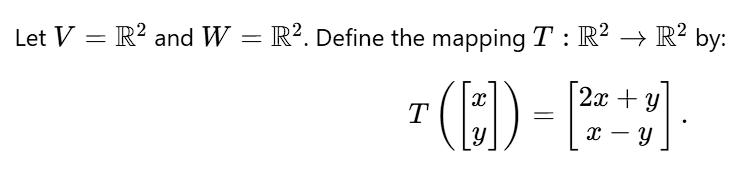 Let V = ℝ² and W = ℝ². Define the mapping T : ℝ² → ℝ² by:
T([x y]) = [2x + y x − y].